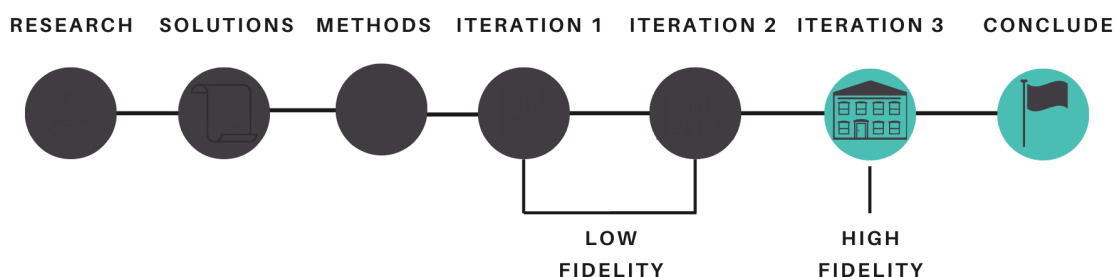 RESEARCH SOLUTIONS METHODS ITERATION 1 ITERATION 2 ITERATION 3 CONCLUDE
LOW
FIDELITY
HIGH
FIDELITY